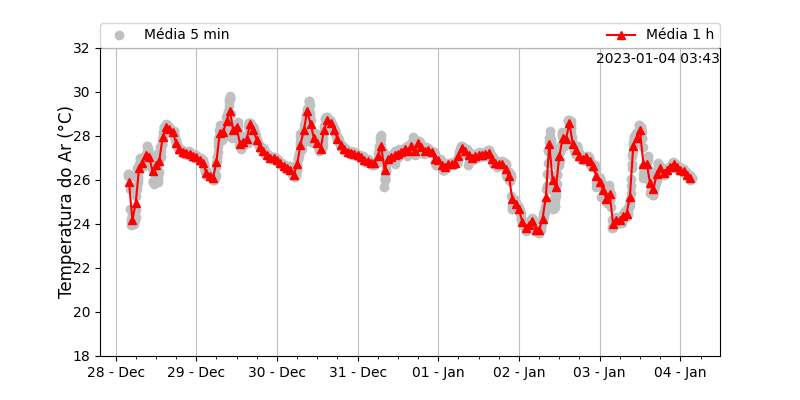 Média 5 min
Média 1 h
2023-01-04 03:43
Temperatura do Ar (°C)
32
30
28
26
24
22
20
18
28 - Dec
29 - Dec
30 - Dec
31 - Dec
01 - Jan
02 - Jan
03 - Jan
04 - Jan